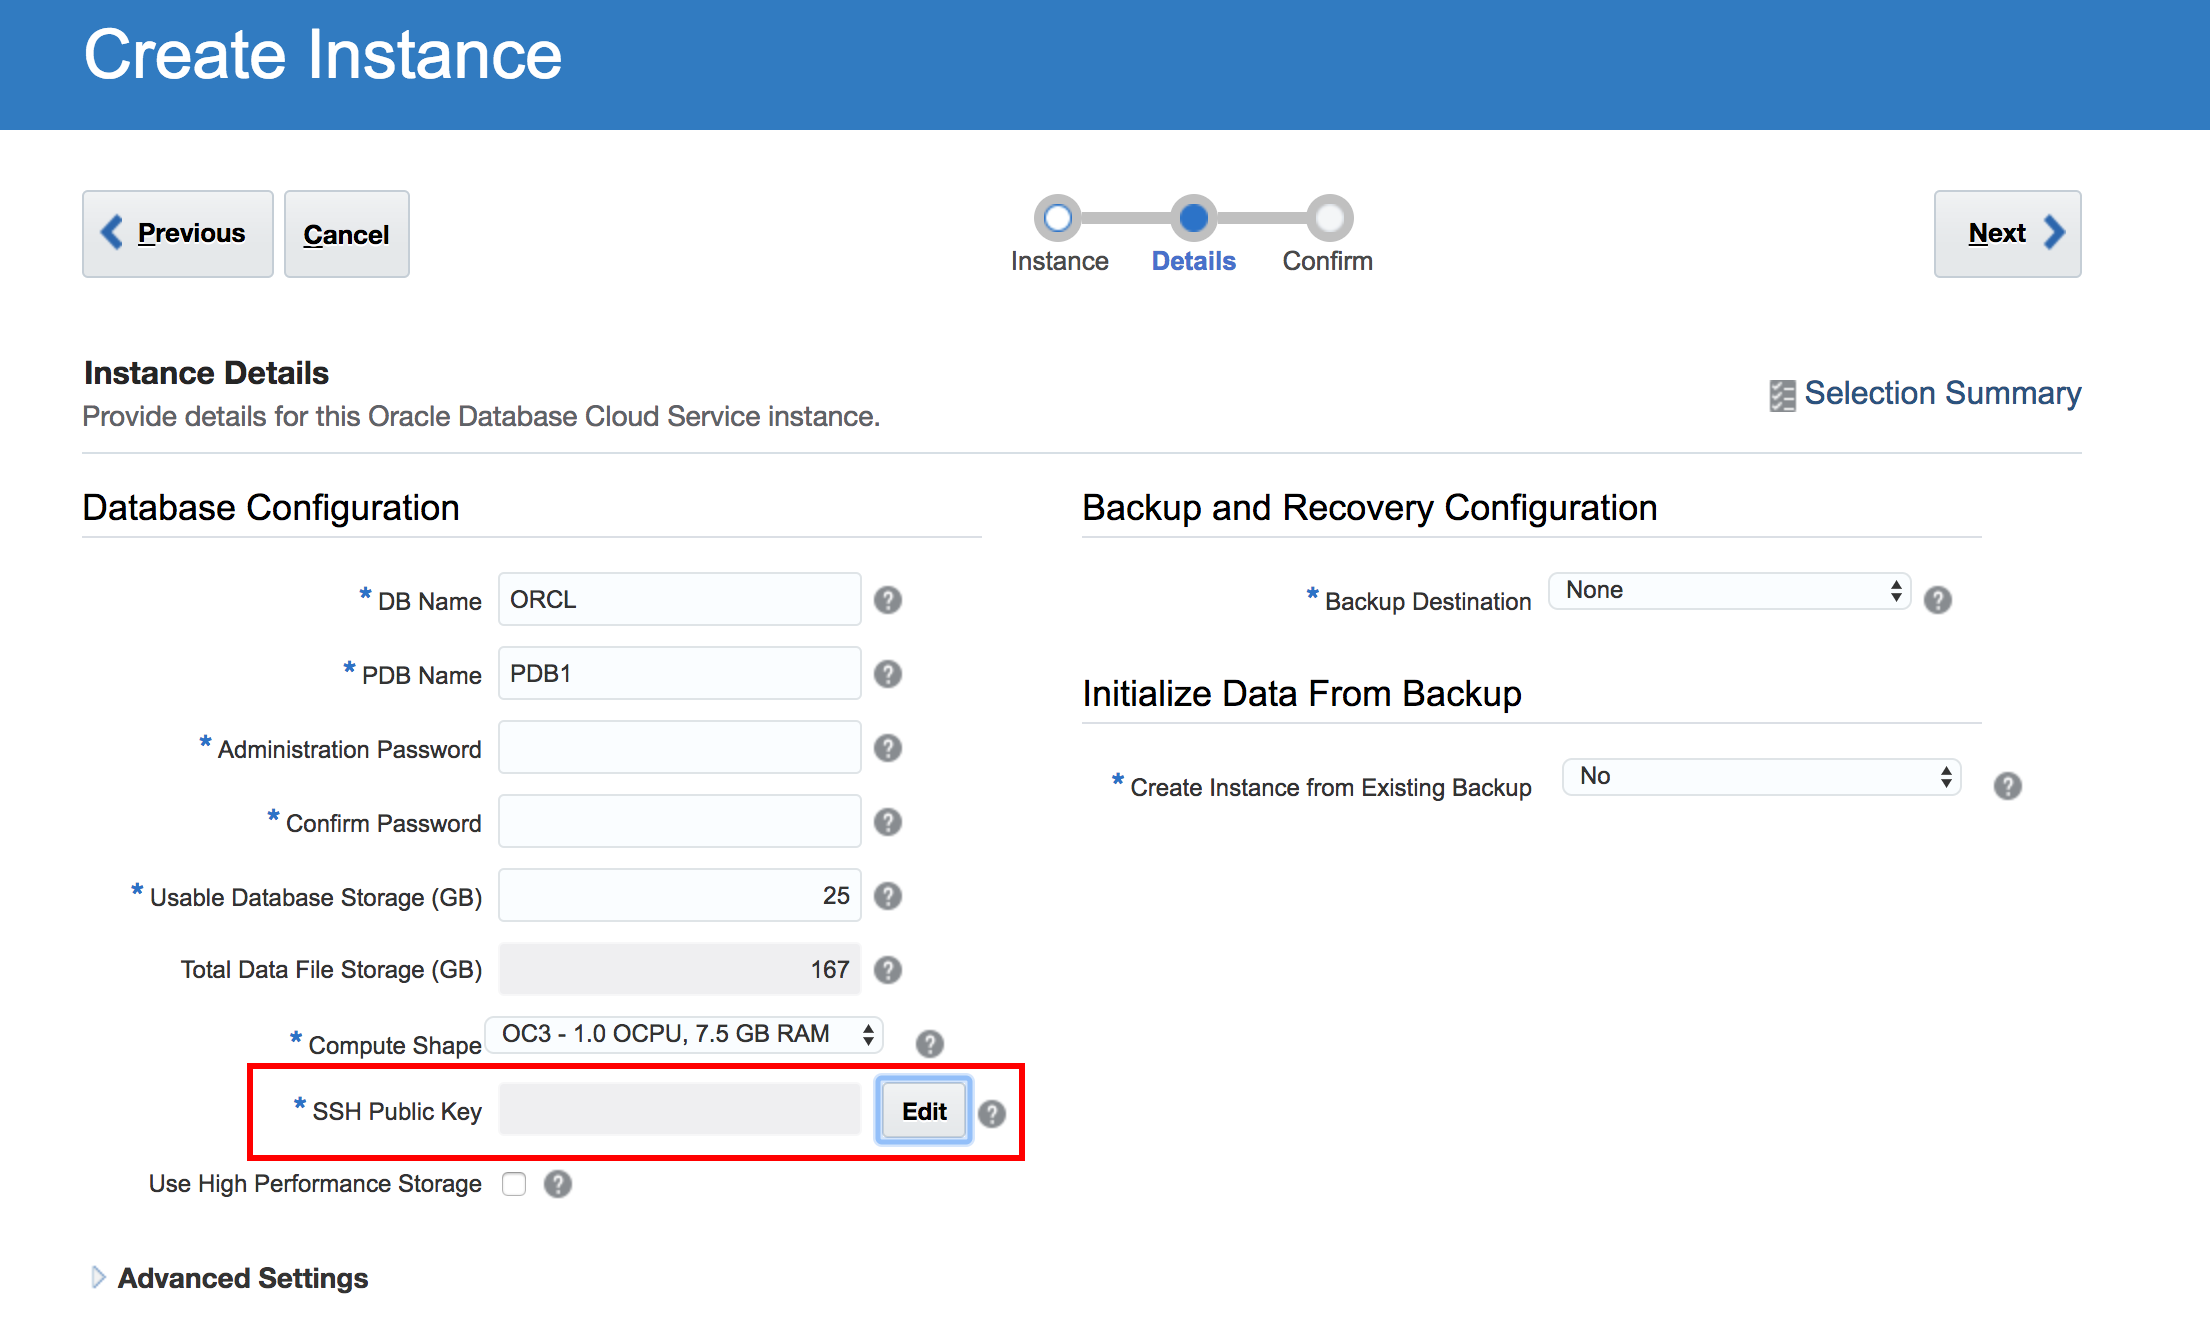 Create Instance
Previous
Cancel
Instance
Details
Confirm
Next
Instance Details
Provide details for this Oracle Database Cloud Service instance.
Selection Summary
Database Configuration
* DB Name ORCL ?
* PDB Name PDB1 ?
* Administration Password ?
* Confirm Password ?
* Usable Database Storage (GB) 25 ?
Total Data File Storage (GB) 167 ?
* Compute Shape OC3 - 1.0 OCPU, 7.5 GB RAM ?
* SSH Public Key Edit ?
Use High Performance Storage ?
Advanced Settings
Backup and Recovery Configuration
* Backup Destination None ?
Initialize Data From Backup
* Create Instance from Existing Backup No ?